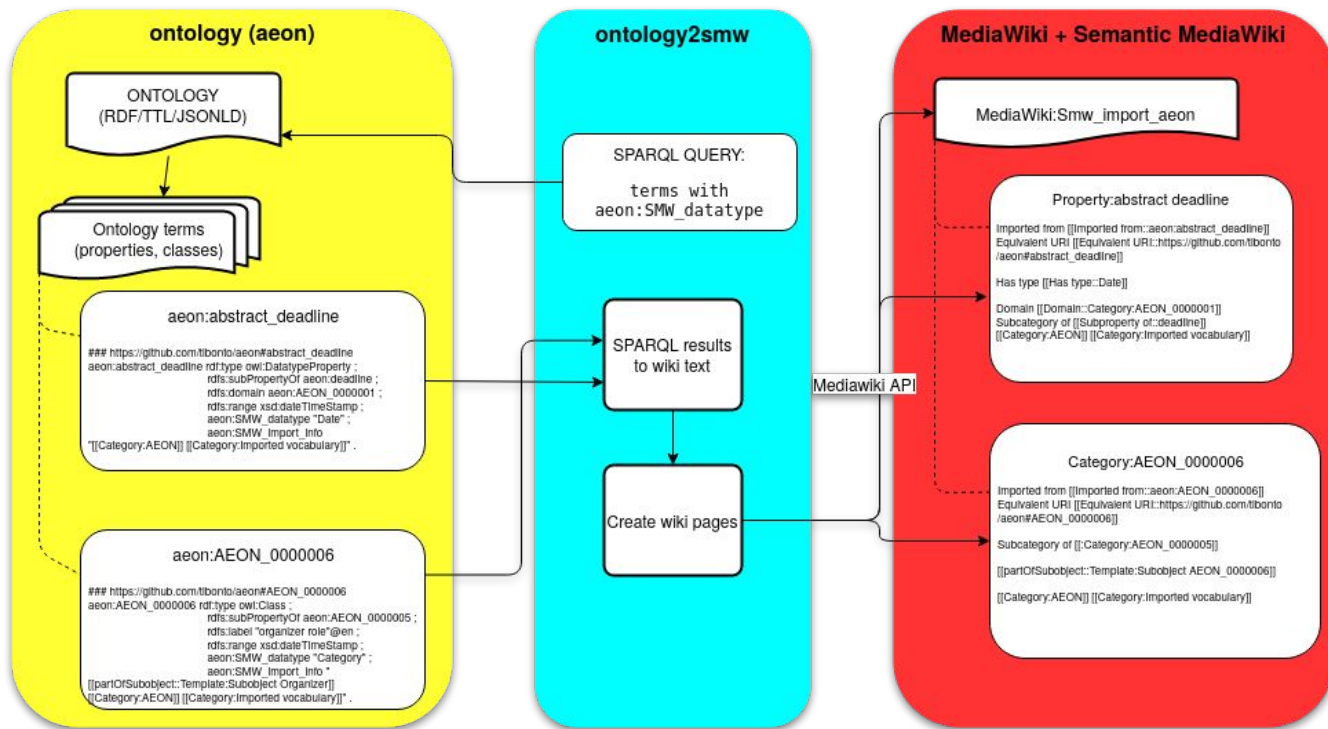 ontology (aeon)
ONTOLOGY
(RDF/TTL/JSONLD)
Ontology terms
(properties, classes)
aeon:abstract_deadline
### https://github.com/tibonto/aeon#abstract_deadline
aeon:abstract_deadline rdf:type owl:DatatypeProperty ;
rdfs:subPropertyOf aeon:deadline ;
rdfs:domain aeon:AEON_0000001 ;
rdfs:range xsd:dateTimeStamp ;
aeon:SMW_datatype "Date" ;
aeon:SMW_Import_Info
"[[Category:AEON]] [[Category:Imported vocabulary]]" .
aeon:AEON_0000006
### https://github.com/tibonto/aeon#AEON_0000006
aeon:AEON_0000006 rdf:type owl:Class ;
rdfs:subPropertyOf aeon:AEON_0000005 ;
rdfs:label "organizer role"@en ;
rdfs:range xsd:dateTimeStamp ;
aeon:SMW_datatype "Category" ;
aeon:SMW_Import_Info "
[[partOfSubobject::Template:Subobject Organizer]]
[[Category:AEON]] [[Category:Imported vocabulary]]" .
ontology2smw
SPARQL QUERY:
terms with
aeon:SMW_datatype
SPARQL results
to wiki text
Create wiki pages
Mediawiki API
MediaWiki + Semantic MediaWiki
MediaWiki:Smw_import_aeon
Property:abstract deadline
Imported from [[Imported from::aeon:abstract_deadline]]
Equivalent URI [[Equivalent URI::https://github.com/tibonto
/aeon#abstract_deadline]]
Has type [[Has type::Date]]
Domain [[Domain::Category:AEON_0000001]]
Subcategory of [[Subproperty of::deadline]]
[[Category:AEON]] [[Category:Imported vocabulary]]
Category:AEON_0000006
Imported from [[Imported from::aeon:AEON_0000006]]
Equivalent URI [[Equivalent URI::https://github.com/tibonto
/aeon#AEON_0000006]]
Subcategory of [[:Category:AEON_0000005]]
[[partOfSubobject::Template:Subobject AEON_0000006]]
[[Category:AEON]] [[Category:Imported vocabulary]]